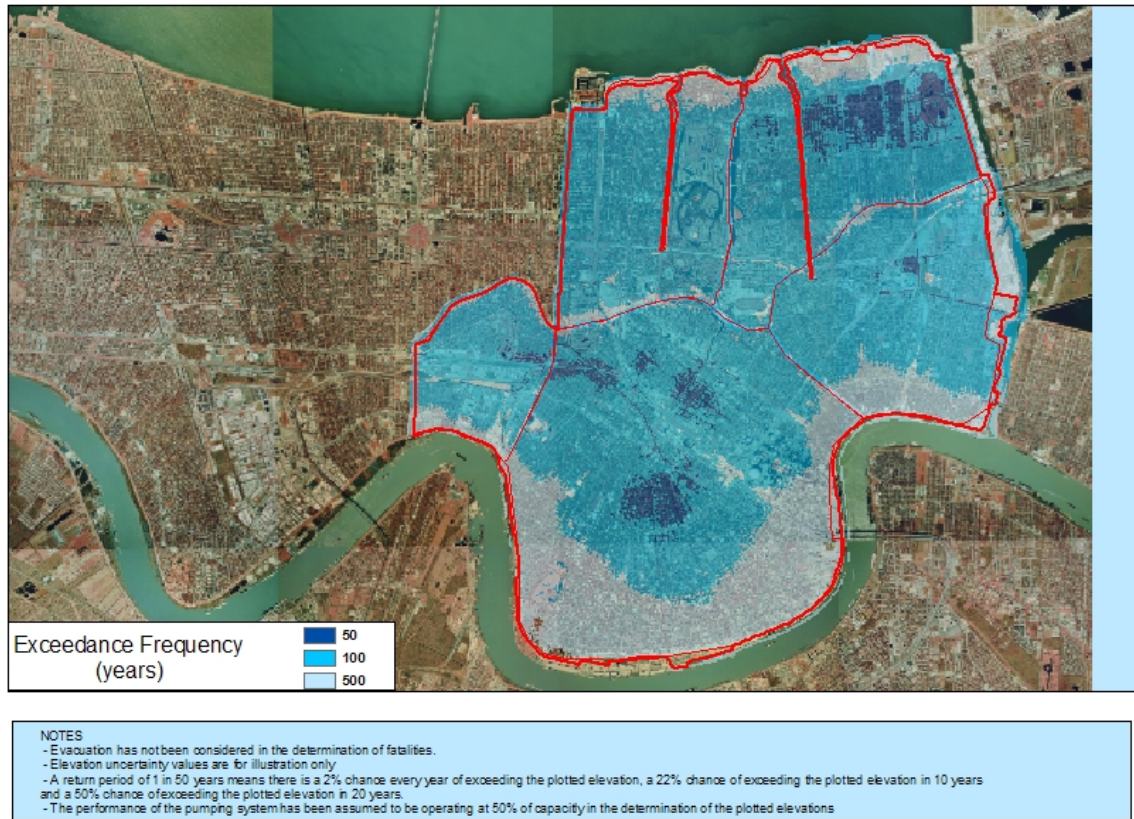 Exceedance Frequency
(years)
50
100
500
NOTES
- Evacuation has not been considered in the determination of fatalities.
- Elevation uncertainty values are for illustration only
- A return period of 1 in 50 years means there is a 2% chance every year of exceeding the plotted elevation, a 22% chance of exceeding the plotted elevation in 10 years
and a 50% chance of exceeding the plotted elevation in 20 years.
- The performance of the pumping system has been assumed to be operating at 50% of capacity in the determination of the plotted elevations